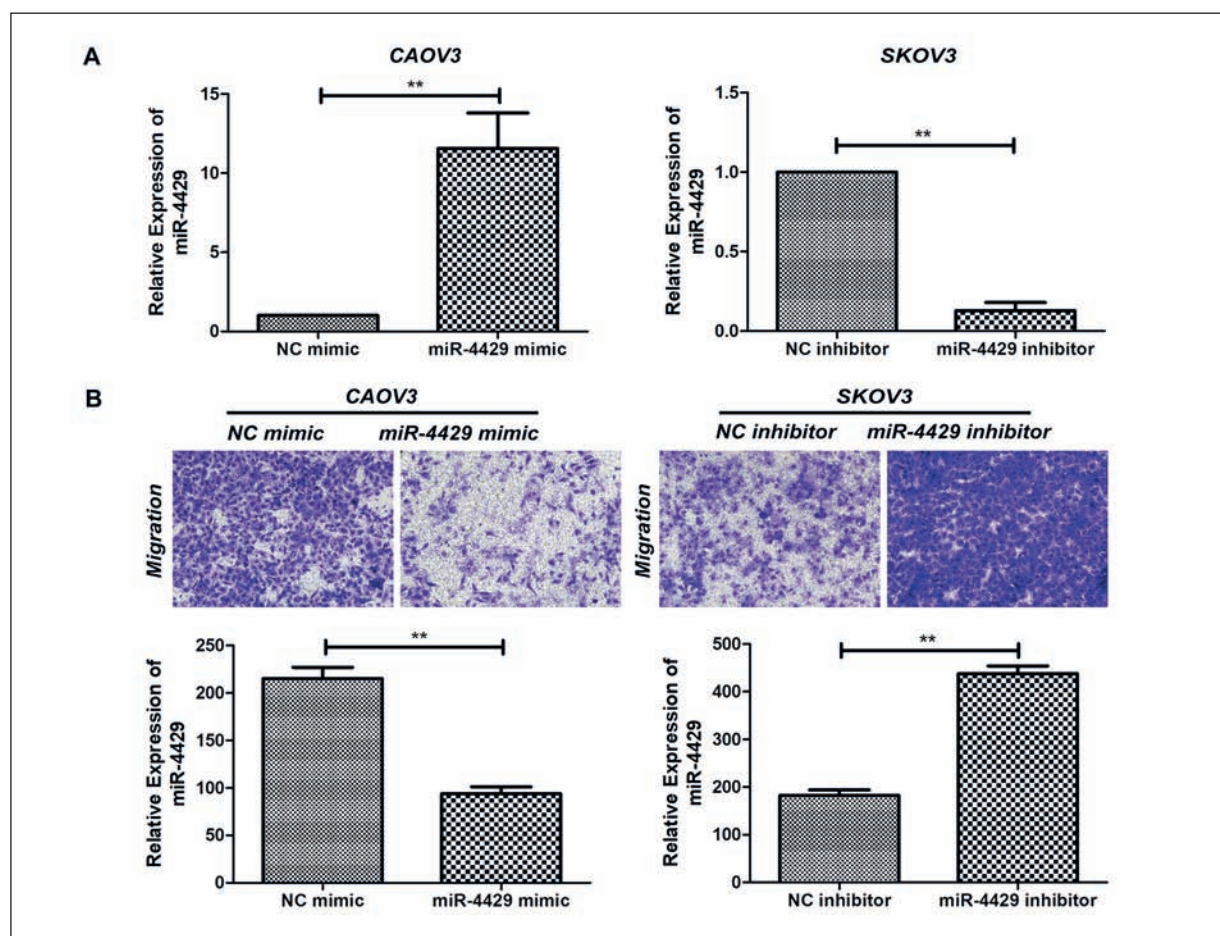 A
CAOV3
SKOV3
Relative Expression of
miR-4429
15
10
5
0
**
NC mimic
miR-4429 mimic
Relative Expression of
miR-4429
1.5
1.0
0.5
0.0
**
NC inhibitor
miR-4429 inhibitor
B
CAOV3
SKOV3
NC mimic
miR-4429 mimic
NC inhibitor
miR-4429 inhibitor
Migration
Migration
Relative Expression of
miR-4429
250
200
150
100
50
0
**
NC mimic
miR-4429 mimic
Relative Expression of
miR-4429
500
400
300
200
100
0
**
NC inhibitor
miR-4429 inhibitor